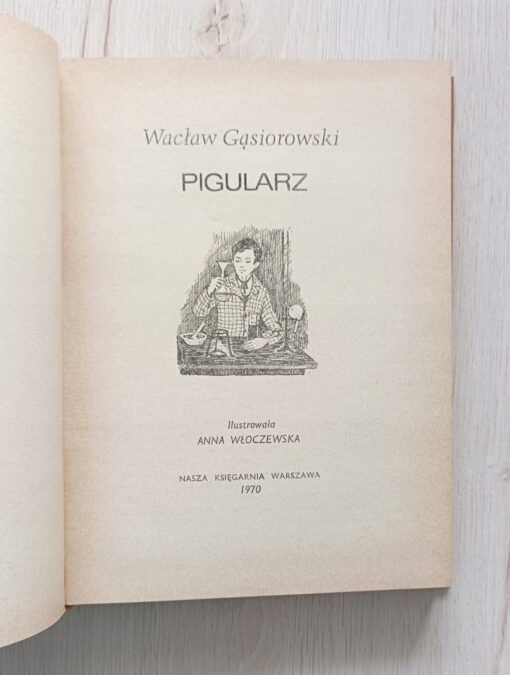 Wacław Gąsiorowski
PIGULARZ
Ilustrowała
ANNA WŁOCZEWSKA
NASZA KSIĘGARNIA WARSZAWA
1970